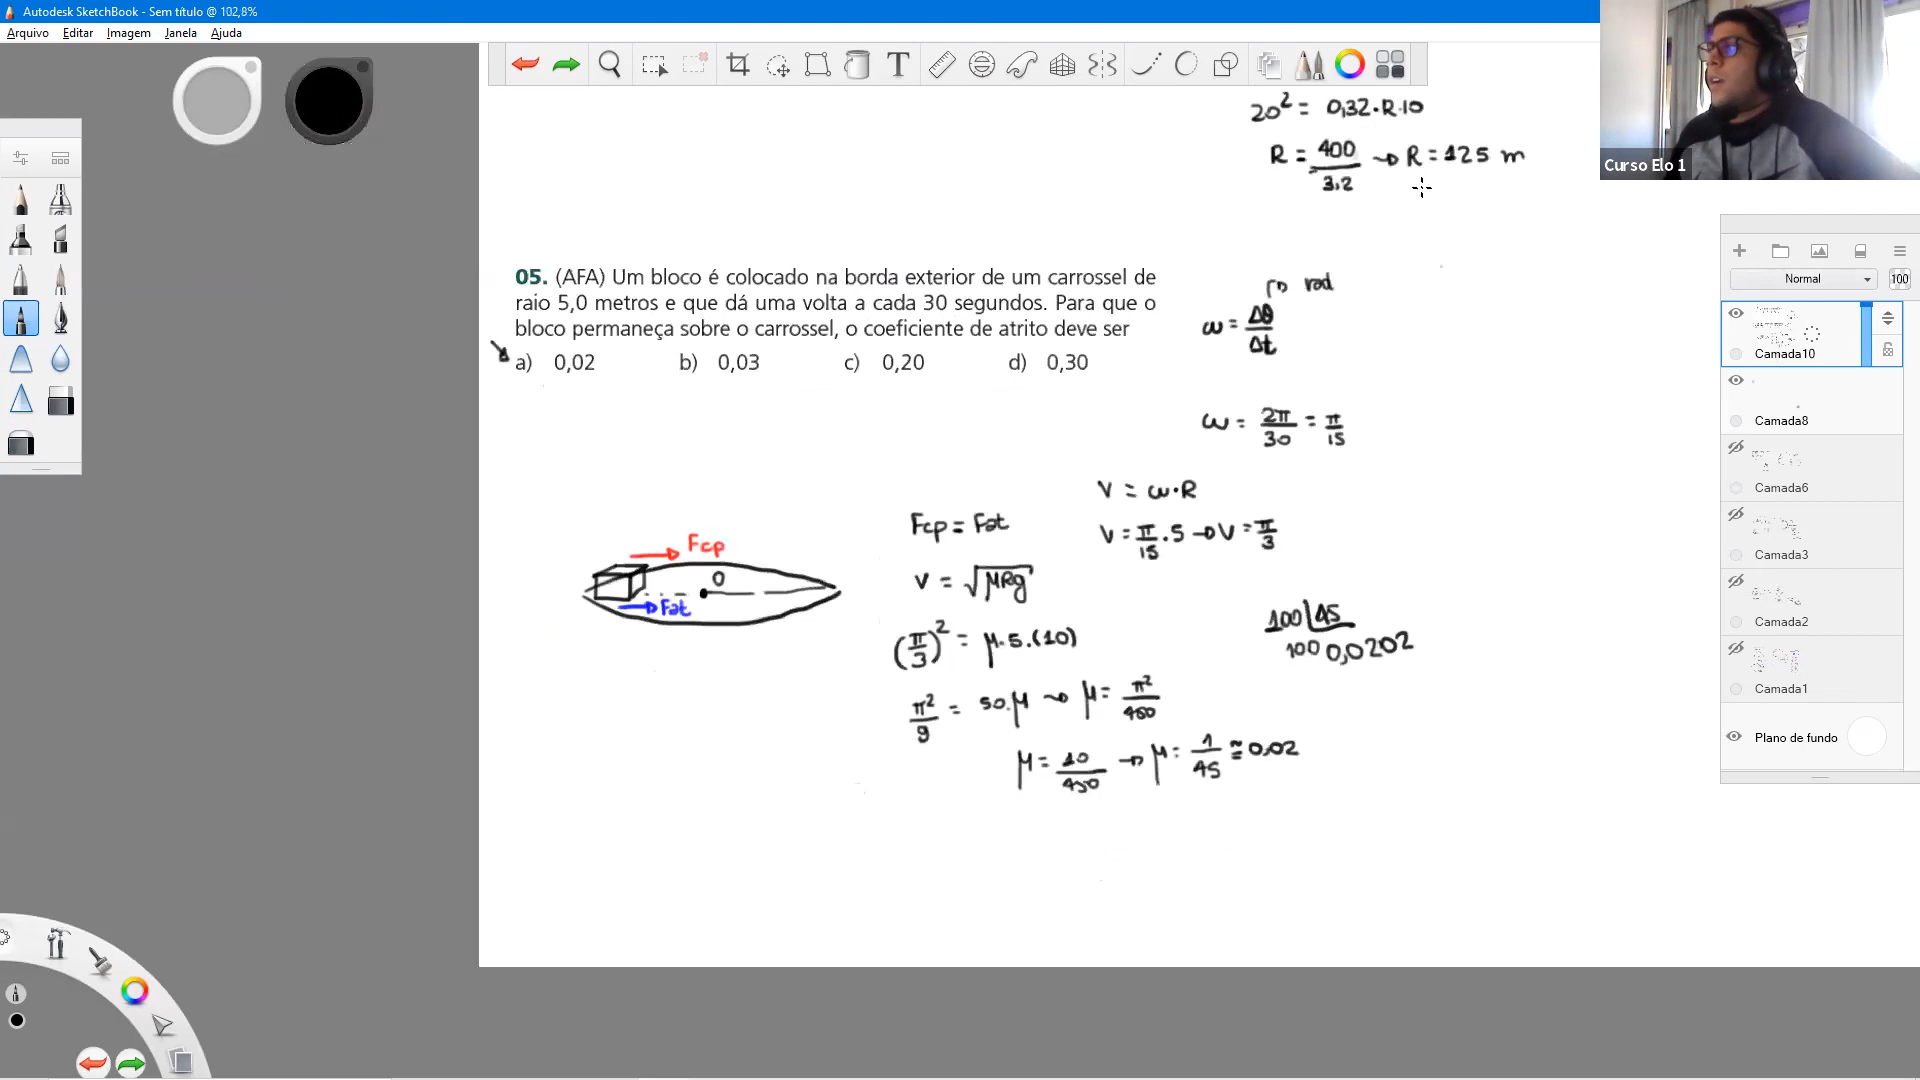 Autodesk SketchBook - Sem título @ 102,8%
Arquivo Editar Imagem Janela Ajuda
20² = 0,32·R·10
R = 400/3,2 → R = 125 m
Curso Elo 1
05. (AFA) Um bloco é colocado na borda exterior de um carrossel de
raio 5,0 metros e que dá uma volta a cada 30 segundos. Para que o
bloco permaneça sobre o carrossel, o coeficiente de atrito deve ser
a) 0,02 b) 0,03 c) 0,20 d) 0,30
→ rad
ω = Δθ/Δt
ω = 2π/30 = π/15
V = ω·R
V = π/15 . 5 → V = π/3
Fcp
O
Fat
Fcp = Fat
V = √μRg
(π/3)² = μ.5.(10)
π²/9 = 50.μ → μ = π²/450
μ = 10/450 → μ = 1/45 ≅ 0,02
100 | 45
100 0,0202
Normal 100
Camada10
Camada8
Camada6
Camada3
Camada2
Camada1
Plano de fundo